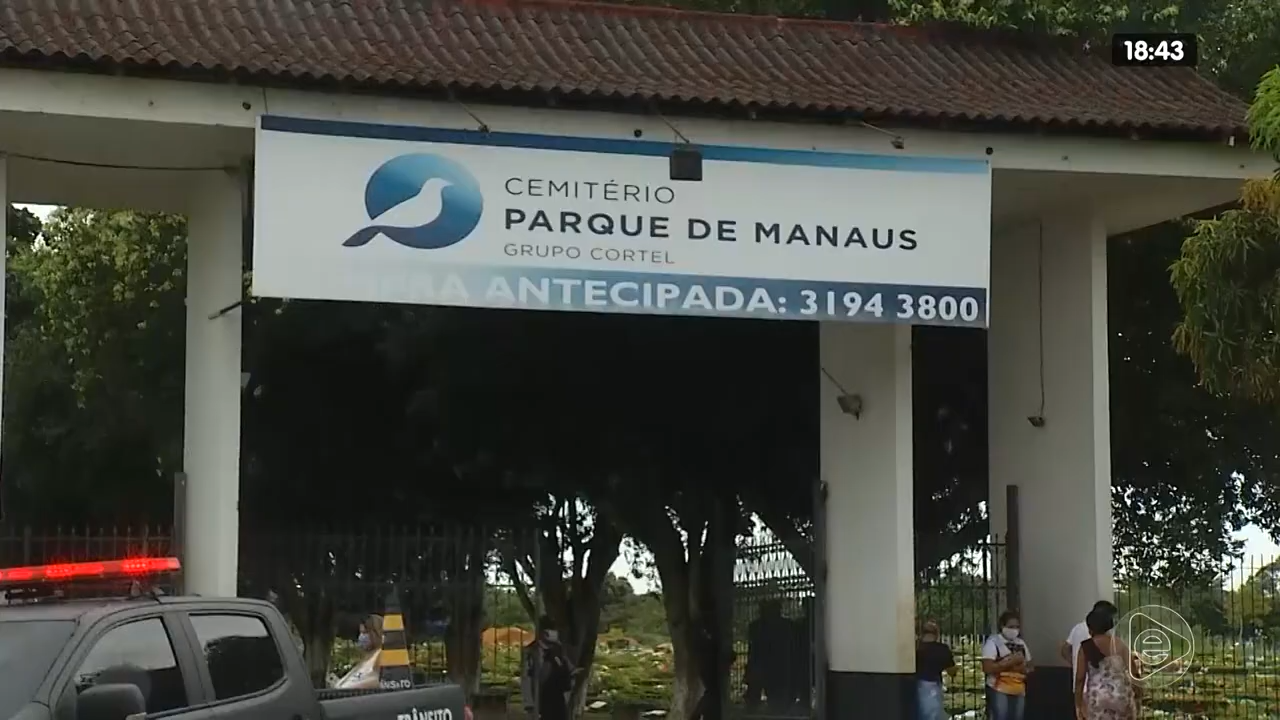 18:43
CEMITÉRIO
PARQUE DE MANAUS
GRUPO CORTEL
ANTECIPADA: 3194 3800
TRÂNSITO